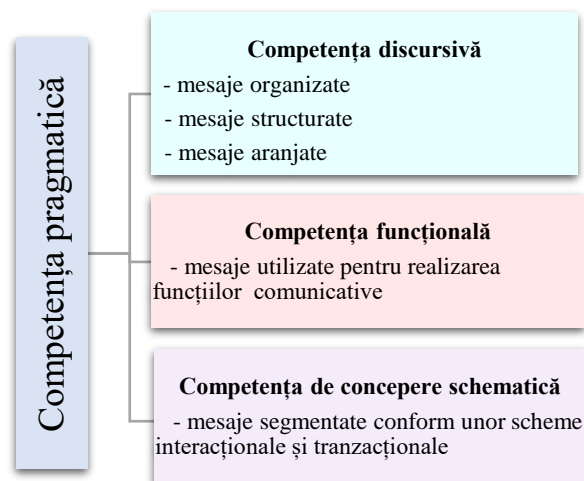 Competența pragmatică
Competența discursivă
- mesaje organizate
- mesaje structurate
- mesaje aranjate
Competența funcțională
- mesaje utilizate pentru realizarea
funcțiilor comunicative
Competența de concepere schematică
- mesaje segmentate conform unor scheme
interacționale și tranzacționale